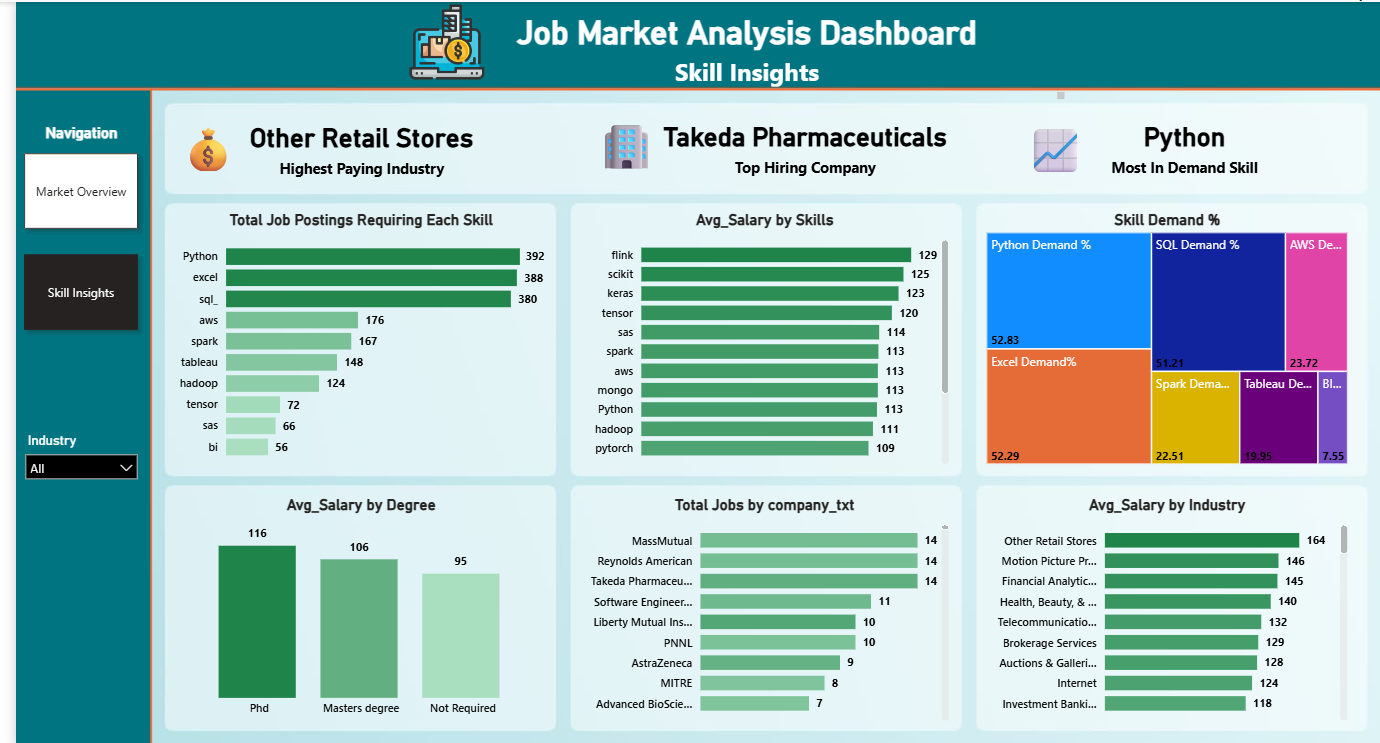 Job Market Analysis Dashboard
Skill Insights
Navigation
Market Overview
Skill Insights
Industry
All
Other Retail Stores
Highest Paying Industry
Takeda Pharmaceuticals
Top Hiring Company
Python
Most In Demand Skill
Total Job Postings Requiring Each Skill
Python 392
excel 388
sql_ 380
aws 176
spark 167
tableau 148
hadoop 124
tensor 72
sas 66
bi 56
Avg_Salary by Skills
flink 129
scikit 125
keras 123
tensor 120
sas 114
spark 113
aws 113
mongo 113
Python 113
hadoop 111
pytorch 109
Skill Demand %
Python Demand %
52.83
Excel Demand%
52.29
SQL Demand %
51.21
AWS De...
23.72
Spark Dema...
22.51
Tableau De...
19.95
BI...
7.55
Avg_Salary by Degree
116
106
95
Phd
Masters degree
Not Required
Total Jobs by company_txt
MassMutual 14
Reynolds American 14
Takeda Pharmaceu... 14
Software Engineer... 11
Liberty Mutual Ins... 10
PNNL 10
AstraZeneca 9
MITRE 8
Advanced BioScie... 7
Avg_Salary by Industry
Other Retail Stores 164
Motion Picture Pr... 146
Financial Analytic... 145
Health, Beauty, & ... 140
Telecommunicatio... 132
Brokerage Services 129
Auctions & Galleri... 128
Internet 124
Investment Banki... 118